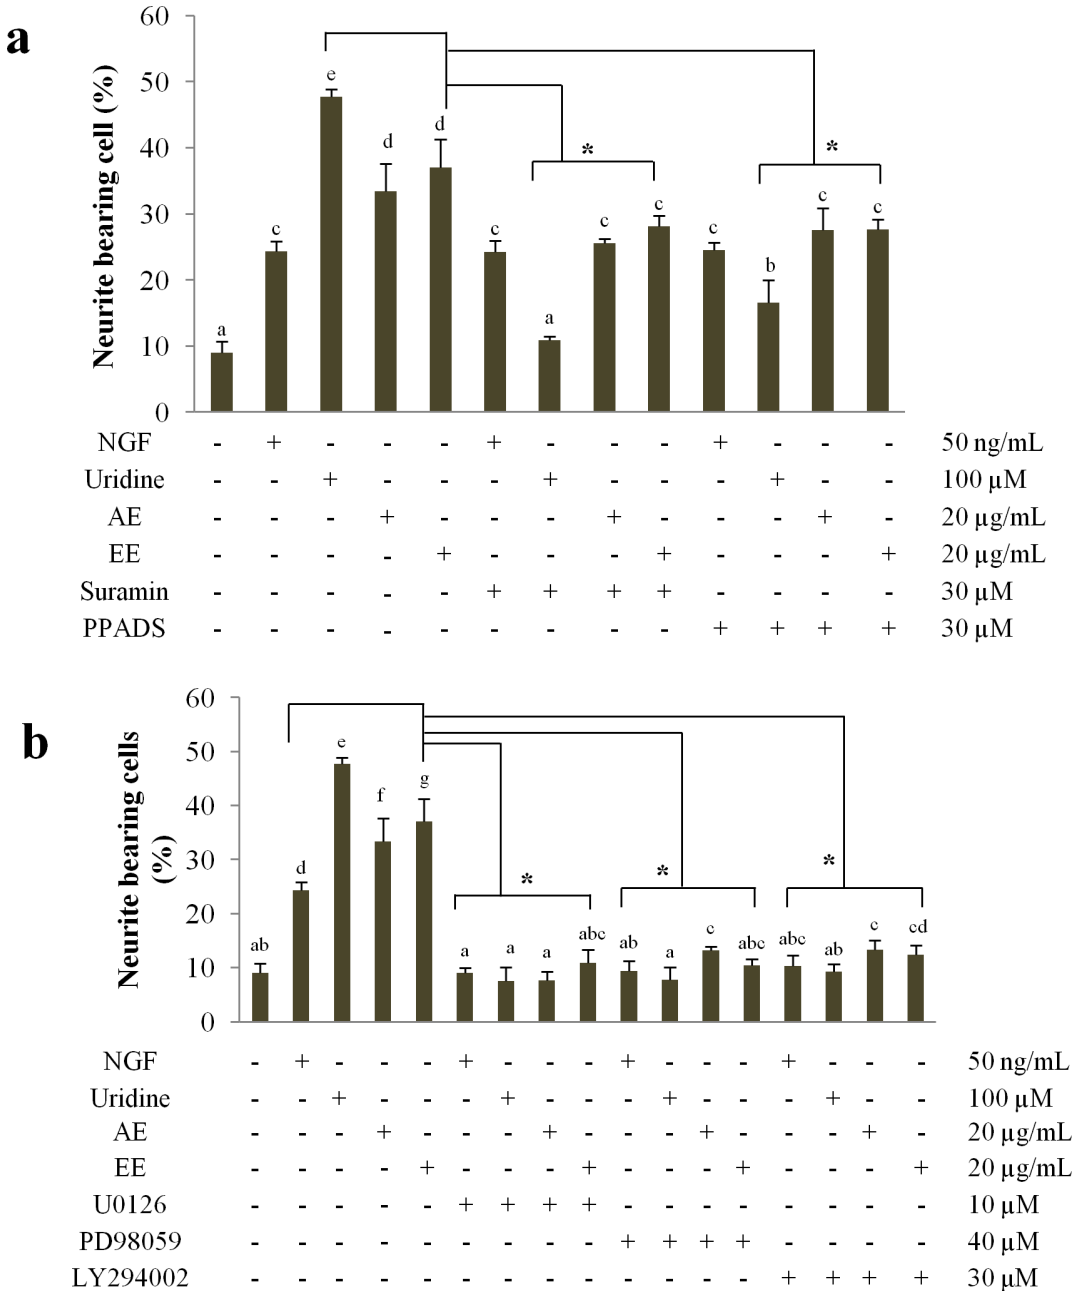 a
Neurite bearing cell (%)
60
50
40
30
20
10
0
a c e d d c a c c c b c c
* *
NGF - + - - - + - - - + - - - 50 ng/mL
Uridine - - + - - - + - - - + - - 100 µM
AE - - - + - - - + - - - + - 20 µg/mL
EE - - - - + - - - + - - - + 20 µg/mL
Suramin - - - - - + + + + - - - - 30 µM
PPADS - - - - - - - - - + + + + 30 µM
b
Neurite bearing cells
(%)
60
50
40
30
20
10
0
ab d e f g a a a abc ab a c abc abc ab c cd
* * *
NGF - + - - - + - - - + - - - + - - - 50 ng/mL
Uridine - - + - - - + - - - + - - - + - - 100 µM
AE - - - + - - - + - - - + - - - + - 20 µg/mL
EE - - - - + - - - + - - - + - - - + 20 µg/mL
U0126 - - - - - + + + + - - - - - - - - 10 µM
PD98059 - - - - - - - - - + + + + - - - - 40 µM
LY294002 - - - - - - - - - - - - - + + + + 30 µM